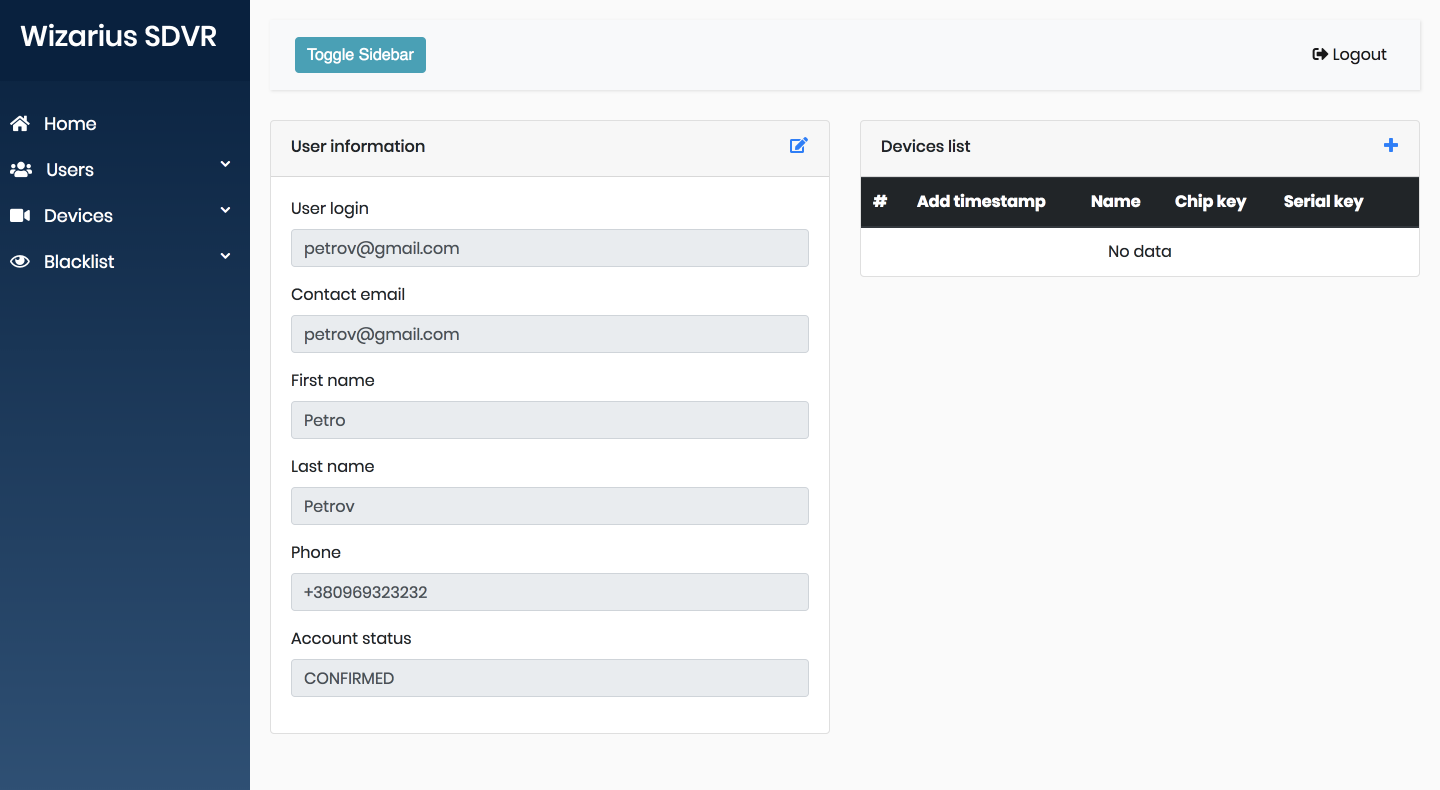 Wizarius SDVR
Toggle Sidebar
Logout
Home
Users
Devices
Blacklist
User information
User login
petrov@gmail.com
Contact email
petrov@gmail.com
First name
Petro
Last name
Petrov
Phone
+380969323232
Account status
CONFIRMED
Devices list
# Add timestamp Name Chip key Serial key
No data